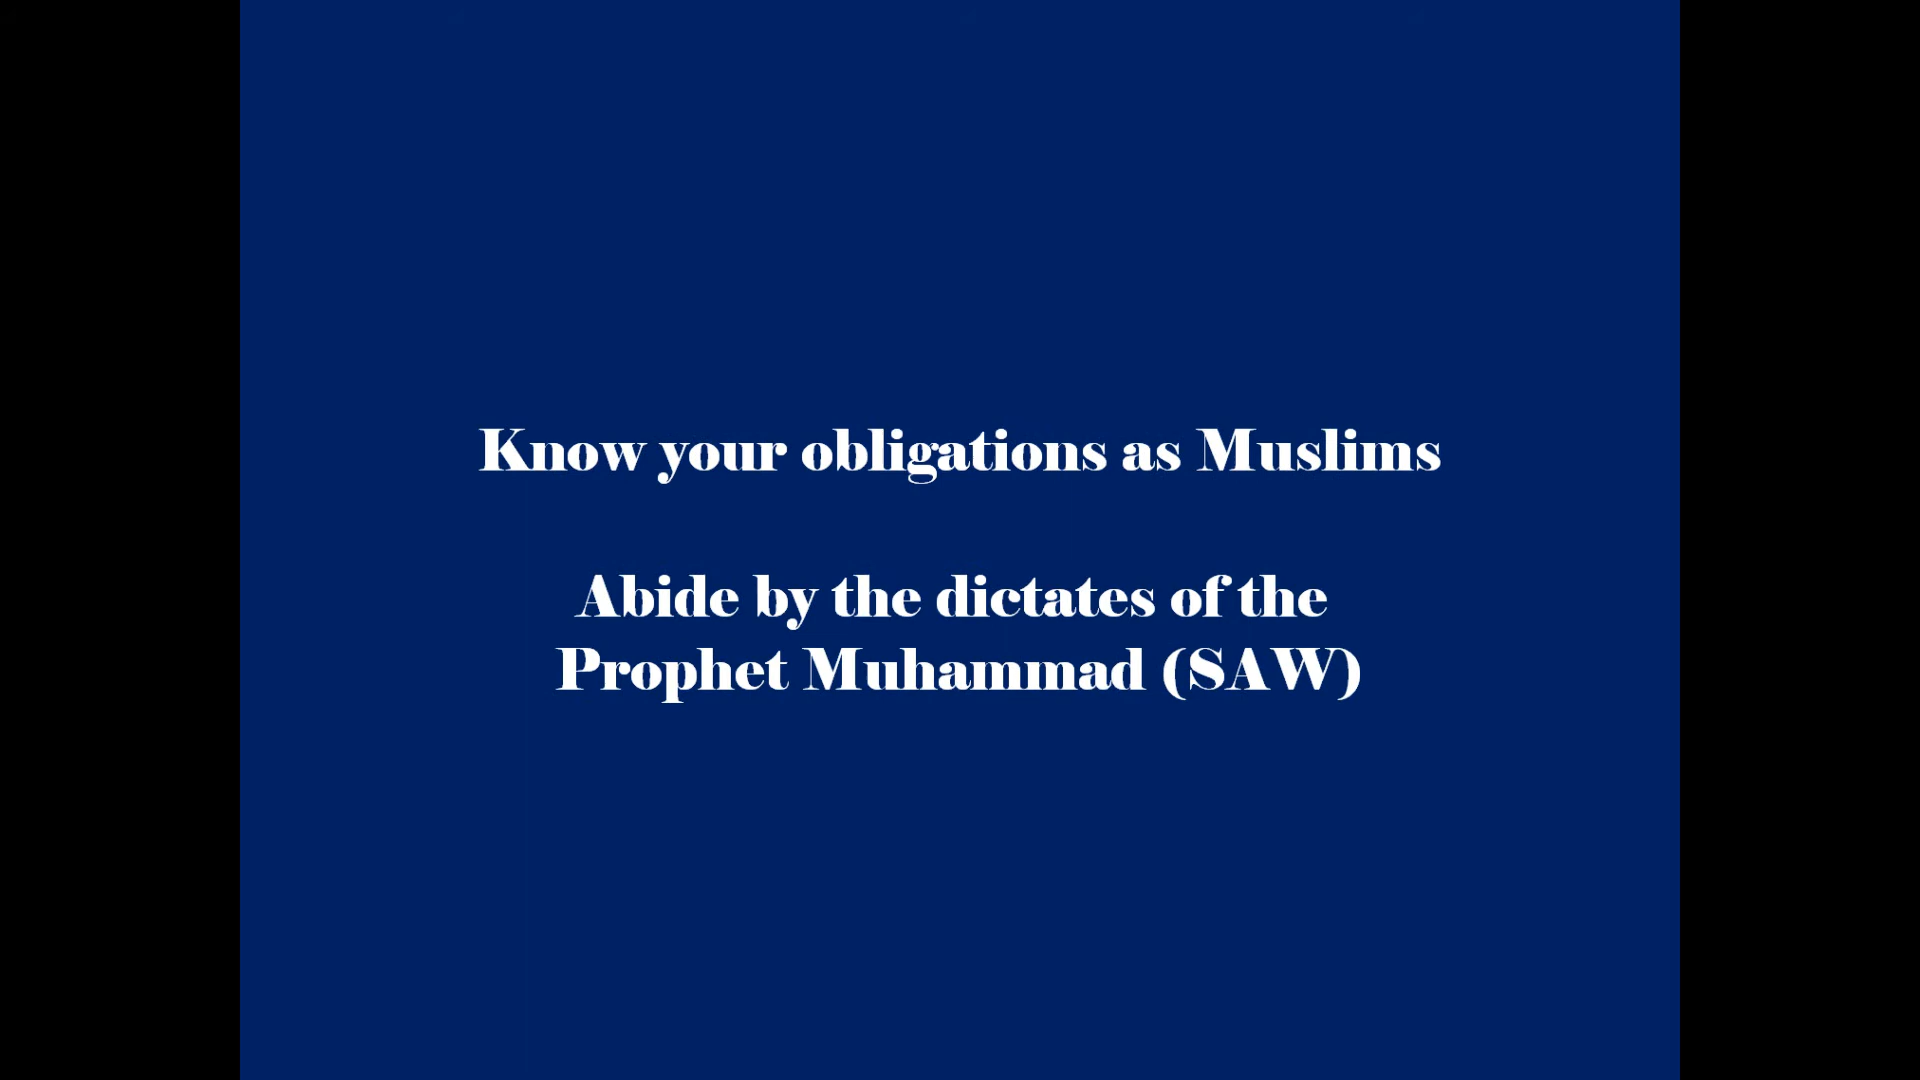 Know your obligations as Muslims
Abide by the dictates of the
Prophet Muhammad (SAW)